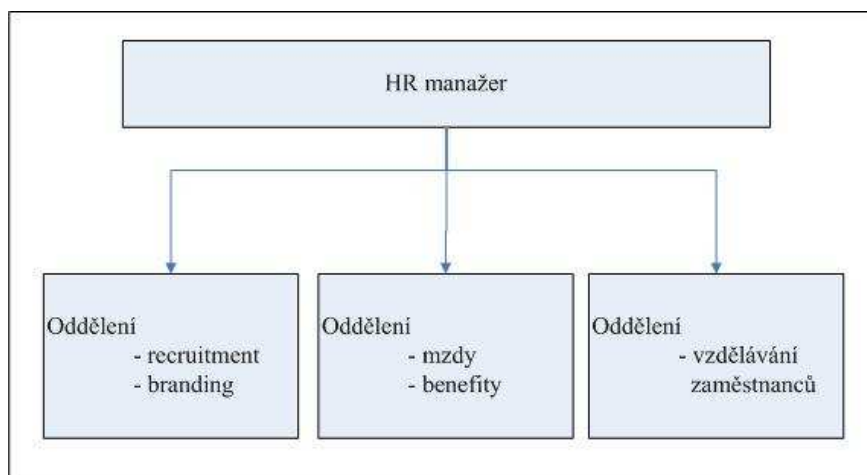 HR manažer
Oddělení
- recruitment
- branding
Oddělení
- mzdy
- benefity
Oddělení
- vzdělávání
zaměstnanců